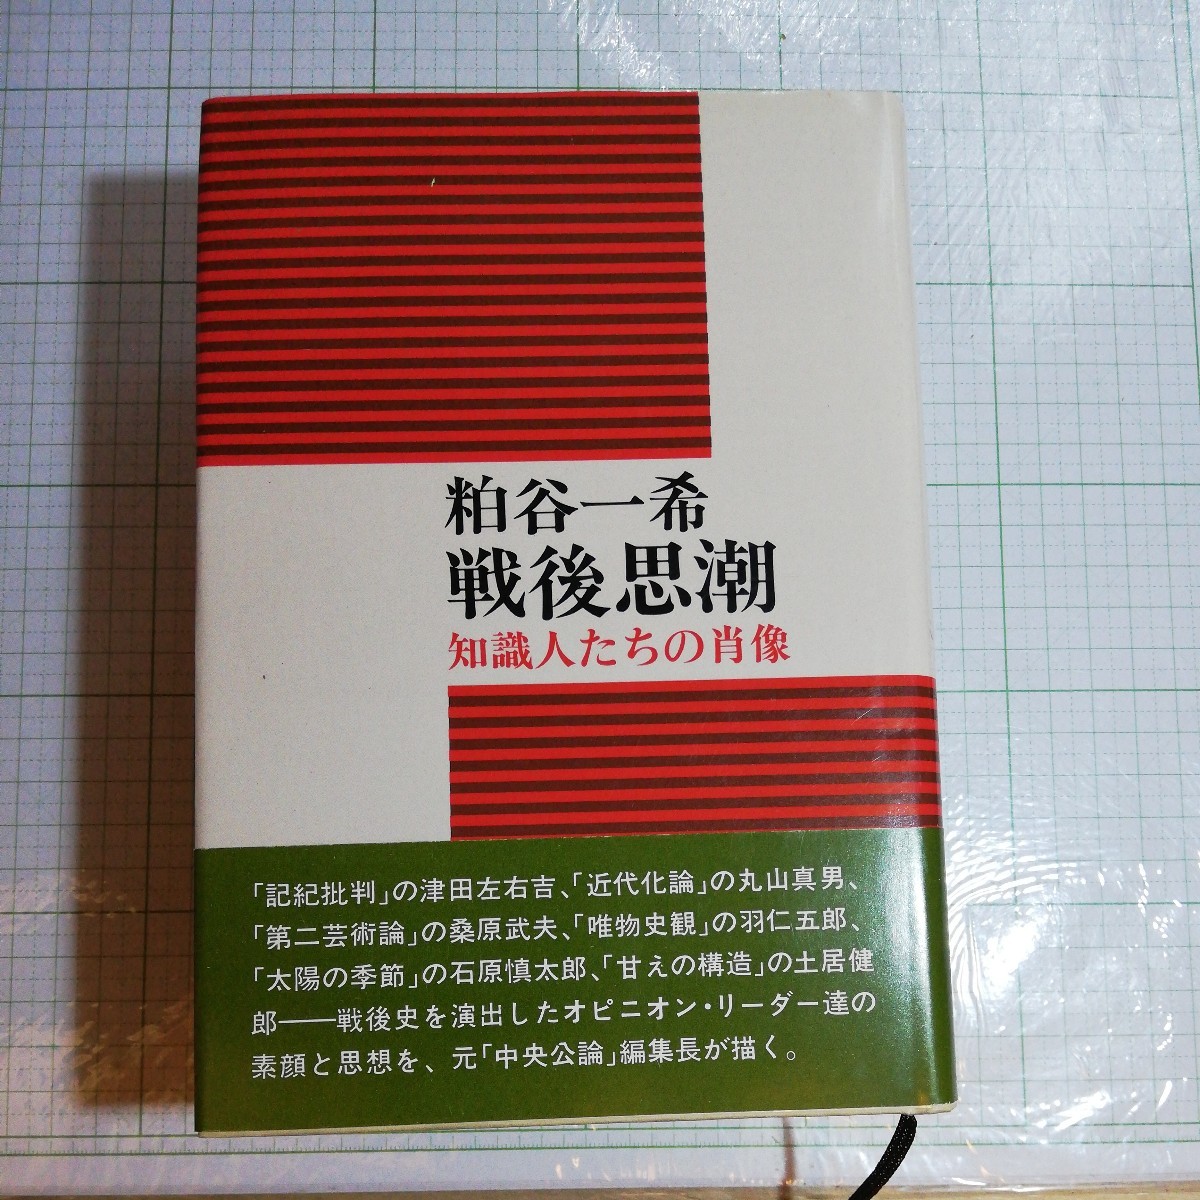 粕谷一希
戦後思潮
知識人たちの肖像
「記紀批判」の津田左右吉、「近代化論」の丸山真男、
「第二芸術論」の桑原武夫、「唯物史観」の羽仁五郎、
「太陽の季節」の石原慎太郎、「甘えの構造」の土居健
郎――戦後史を演出したオピニオン・リーダー達の
素顔と思想を、元「中央公論」編集長が描く。